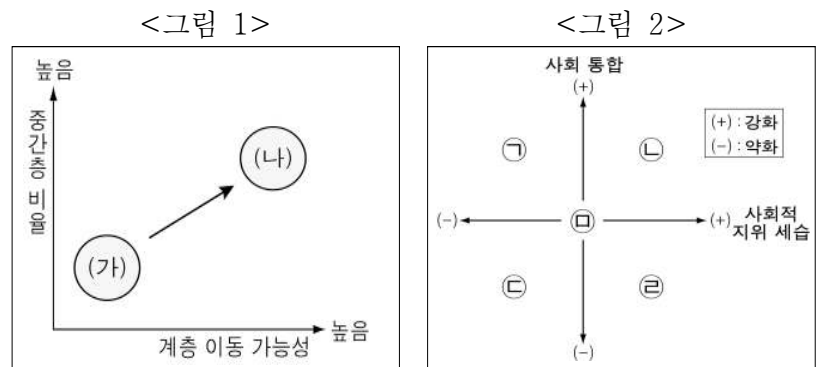 <그림 1>
높음
중간층 비율
(가)
(나)
계층 이동 가능성
높음
<그림 2>
사회 통합
(+)
(+) : 강화
(−) : 약화
㉠
㉡
(−)
㉤
(+) 사회적
지위 세습
㉢
㉣
(−)